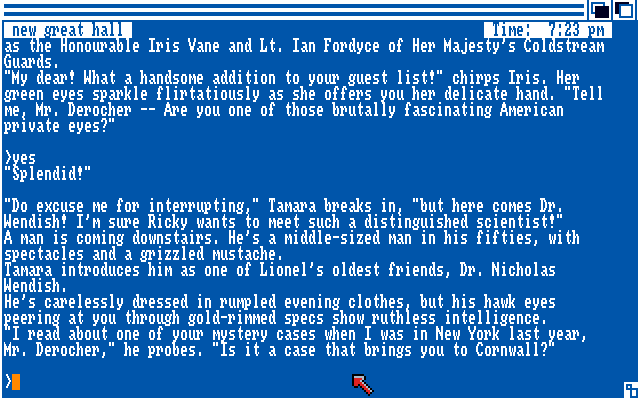 new great hall
Time:  7:23 pm
as the Honourable Iris Vane and Lt. Ian Fordyce of Her Majesty's Coldstream
Guards.
"My dear! What a handsome addition to your guest list!" chirps Iris. Her
green eyes sparkle flirtatiously as she offers you her delicate hand. "Tell
me, Mr. Derocher -- Are you one of those brutally fascinating American
private eyes?"
>yes
"Splendid!"
"Do excuse me for interrupting," Tamara breaks in, "but here comes Dr.
Wendish! I'm sure Ricky wants to meet such a distinguished scientist!"
A man is coming downstairs. He's a middle-sized man in his fifties, with
spectacles and a grizzled mustache.
Tamara introduces him as one of Lionel's oldest friends, Dr. Nicholas
Wendish.
He's carelessly dressed in rumpled evening clothes, but his hawk eyes
peering at you through gold-rimmed specs show ruthless intelligence.
"I read about one of your mystery cases when I was in New York last year,
Mr. Derocher," he probes. "Is it a case that brings you to Cornwall?"
>